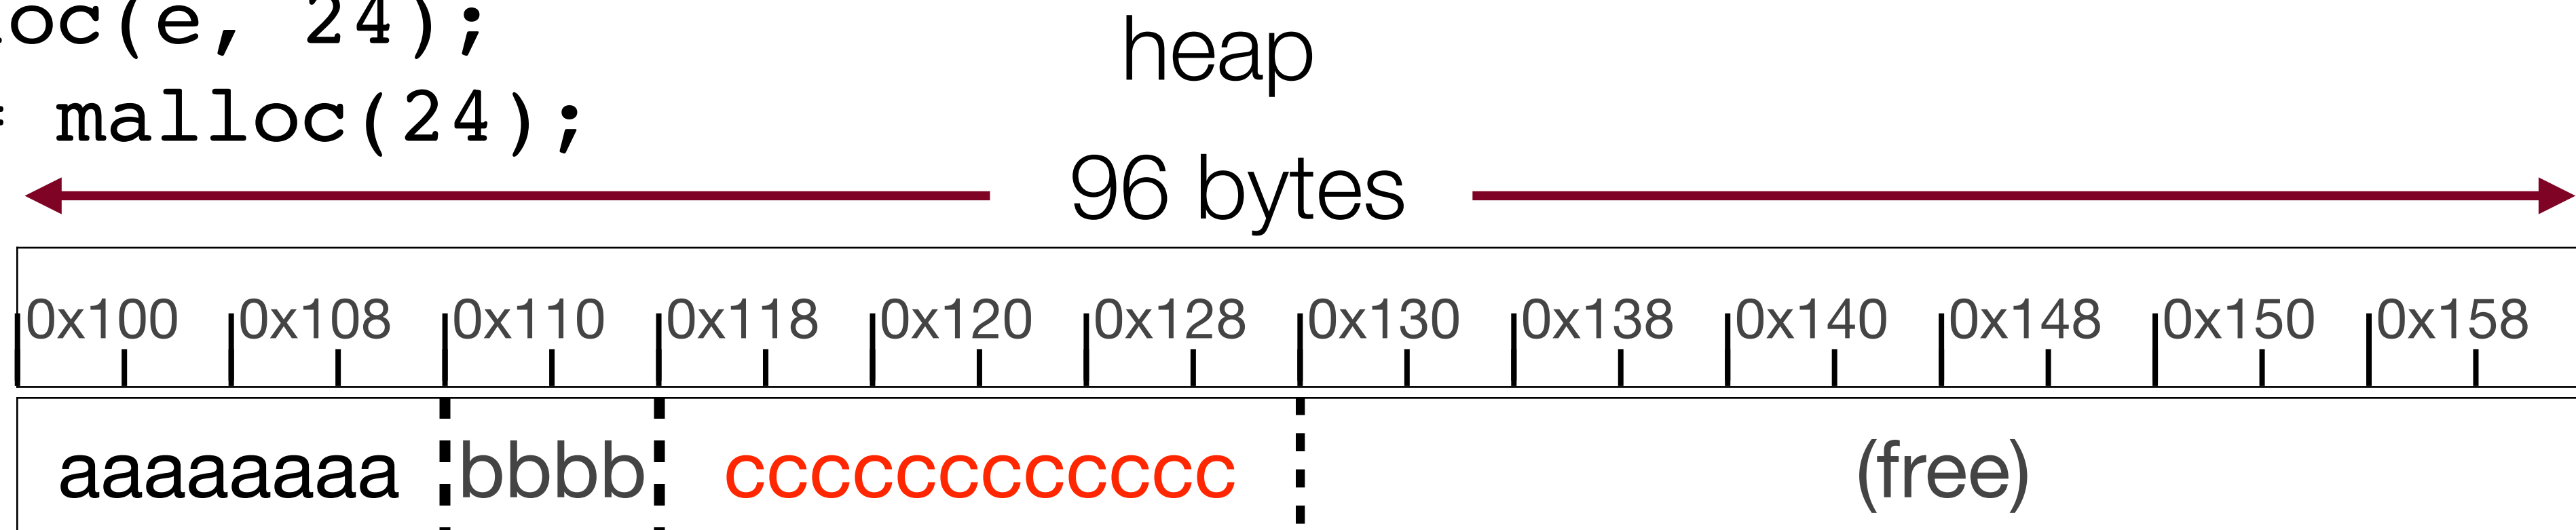 oc(e, 24);
= malloc(24);
heap
96 bytes
0x100 0x108 0x110 0x118 0x120 0x128 0x130 0x138 0x140 0x148 0x150 0x158
aaaaaaaa bbbb cccccccccccc (free)